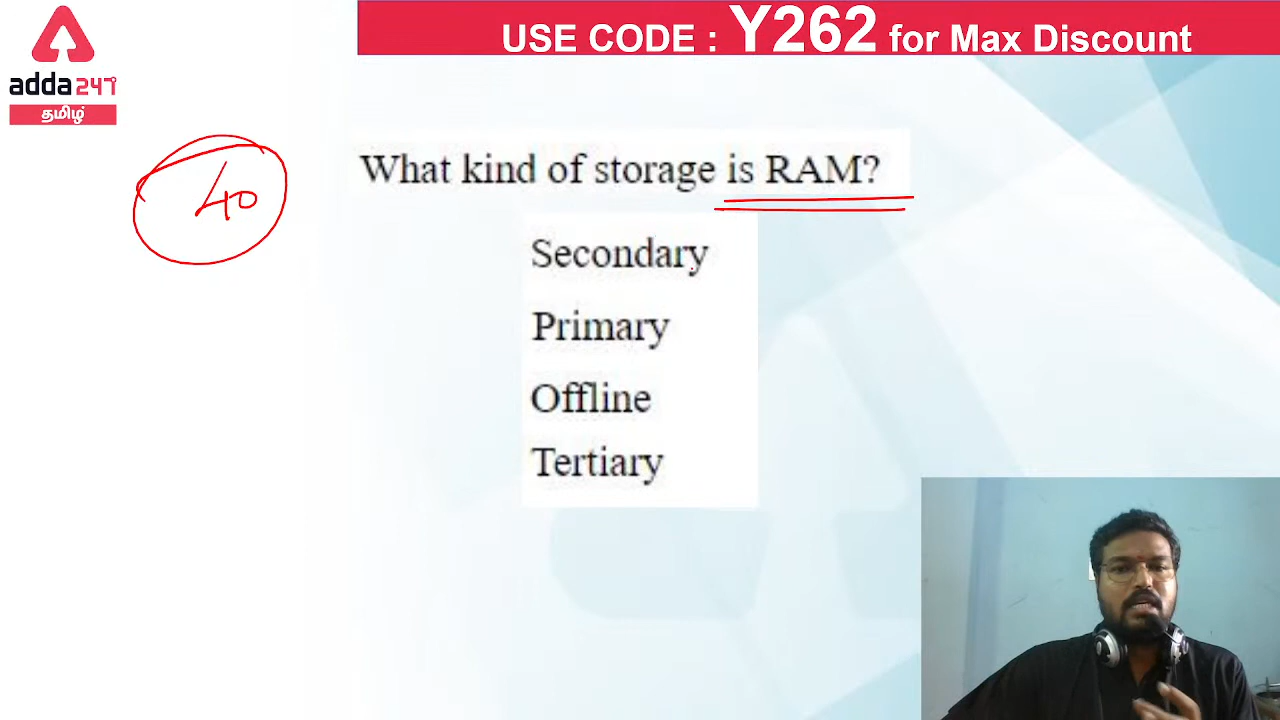 USE CODE : Y262 for Max Discount
adda247
தமிழ்
40
What kind of storage is RAM?
Secondary
Primary
Offline
Tertiary